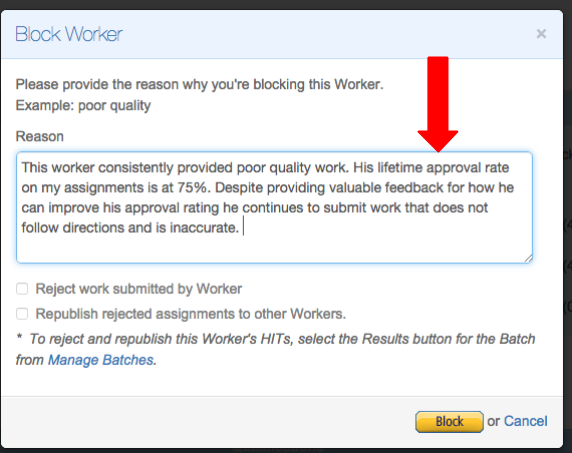 Block Worker ×
Please provide the reason why you're blocking this Worker.
Example: poor quality
Reason
This worker consistently provided poor quality work. His lifetime approval rate
on my assignments is at 75%. Despite providing valuable feedback for how he
can improve his approval rating he continues to submit work that does not
follow directions and is inaccurate.
Reject work submitted by Worker
Republish rejected assignments to other Workers.
* To reject and republish this Worker's HITs, select the Results button for the Batch
from Manage Batches.
Block or Cancel